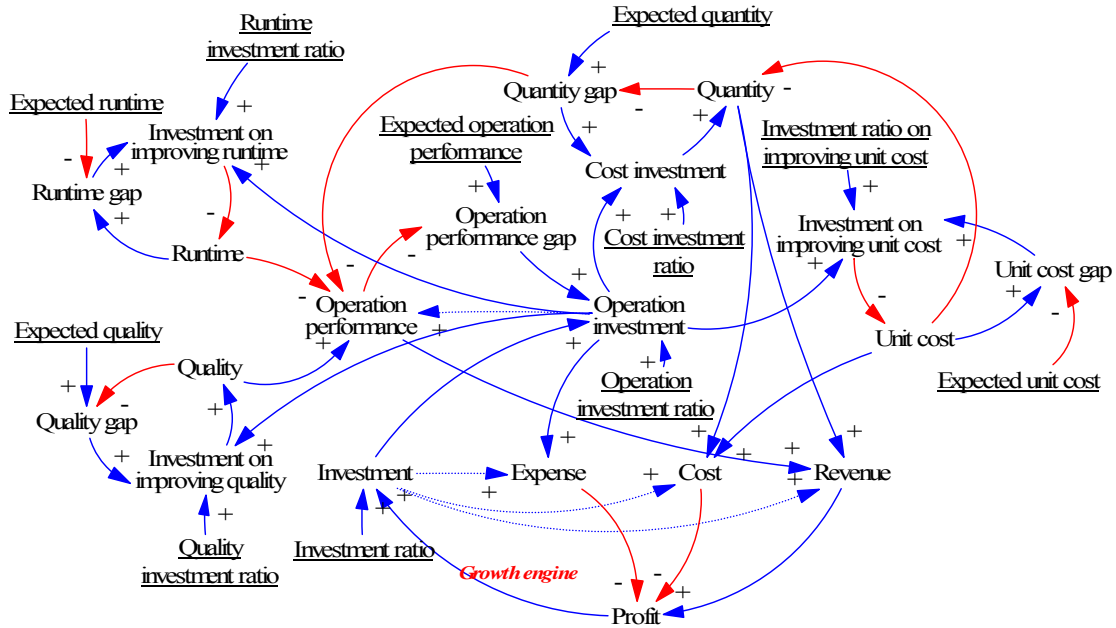 Expected quantity
Runtime
investment ratio
Expected runtime
Quantity gap
Quantity
Investment on
improving runtime
Expected operation
performance
Investment ratio on
improving unit cost
Cost investment
Runtime gap
Operation
performance gap
Cost investment
ratio
Investment on
improving unit cost
Runtime
Unit cost gap
Operation
performance
Operation
investment
Expected quality
Unit cost
Quality
Operation
investment ratio
Expected unit cost
Quality gap
Investment on
improving quality
Investment
Expense
Cost
Revenue
Quality
investment ratio
Investment ratio
Growth engine
Profit